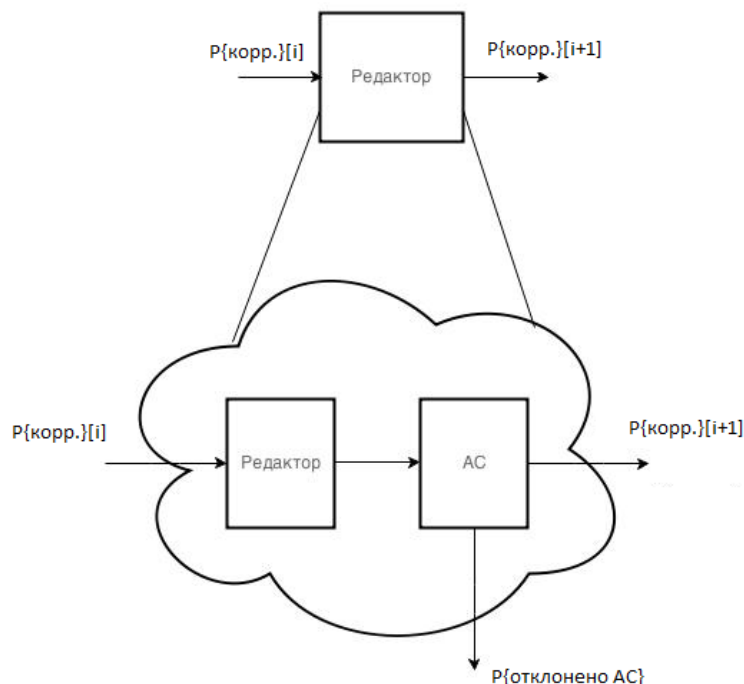 P{корр.}[i]
P{корр.}[i+1]
Редактор
P{корр.}[i]
P{корр.}[i+1]
Редактор
АС
P{отклонено АС}